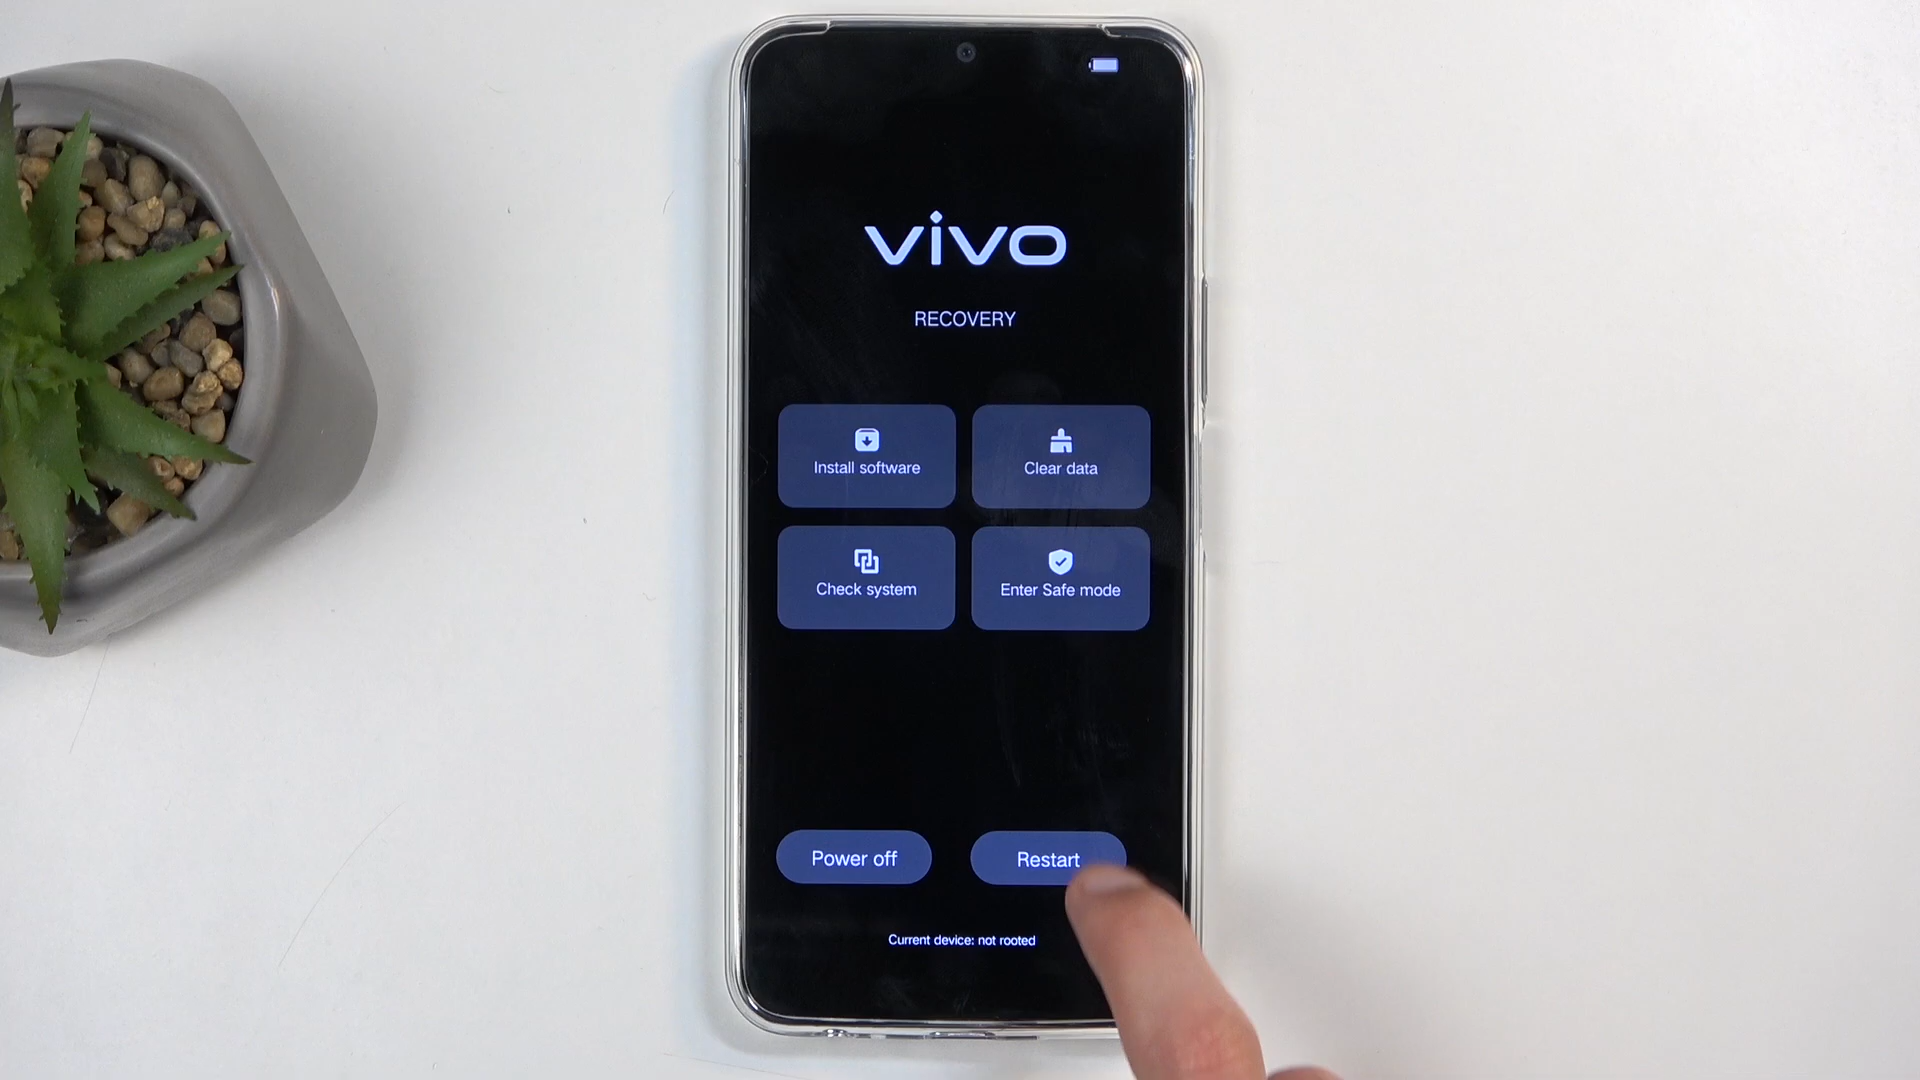 vivo
RECOVERY
Install software
Clear data
Check system
Enter Safe mode
Power off
Restart
Current device: not rooted